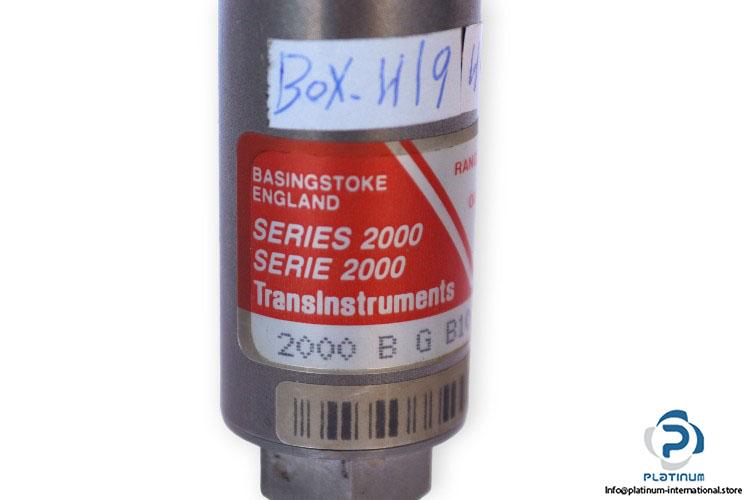 BOX-H19
BASINGSTOKE
ENGLAND
SERIES 2000
SERIE 2000
TransInstruments
2000 B G
PLATINUM
Info@platinum-international.store